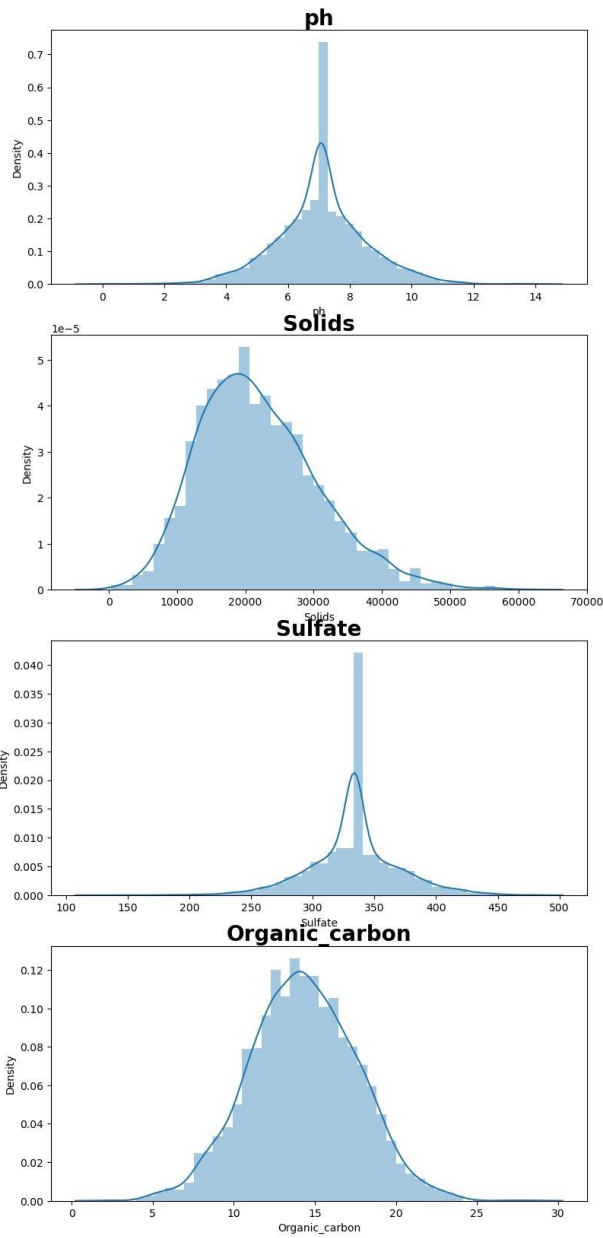 ph
0.7
0.6
0.5
0.4
0.3
0.2
0.1
0.0
Density
0 2 4 6 8 10 12 14
ph
Solids
1e−5
5
4
3
2
1
0
Density
0 10000 20000 30000 40000 50000 60000 70000
Solids
Sulfate
0.040
0.035
0.030
0.025
0.020
0.015
0.010
0.005
0.000
Density
100 150 200 250 300 350 400 450 500
Sulfate
Organic_carbon
0.12
0.10
0.08
0.06
0.04
0.02
0.00
Density
0 5 10 15 20 25 30
Organic_carbon